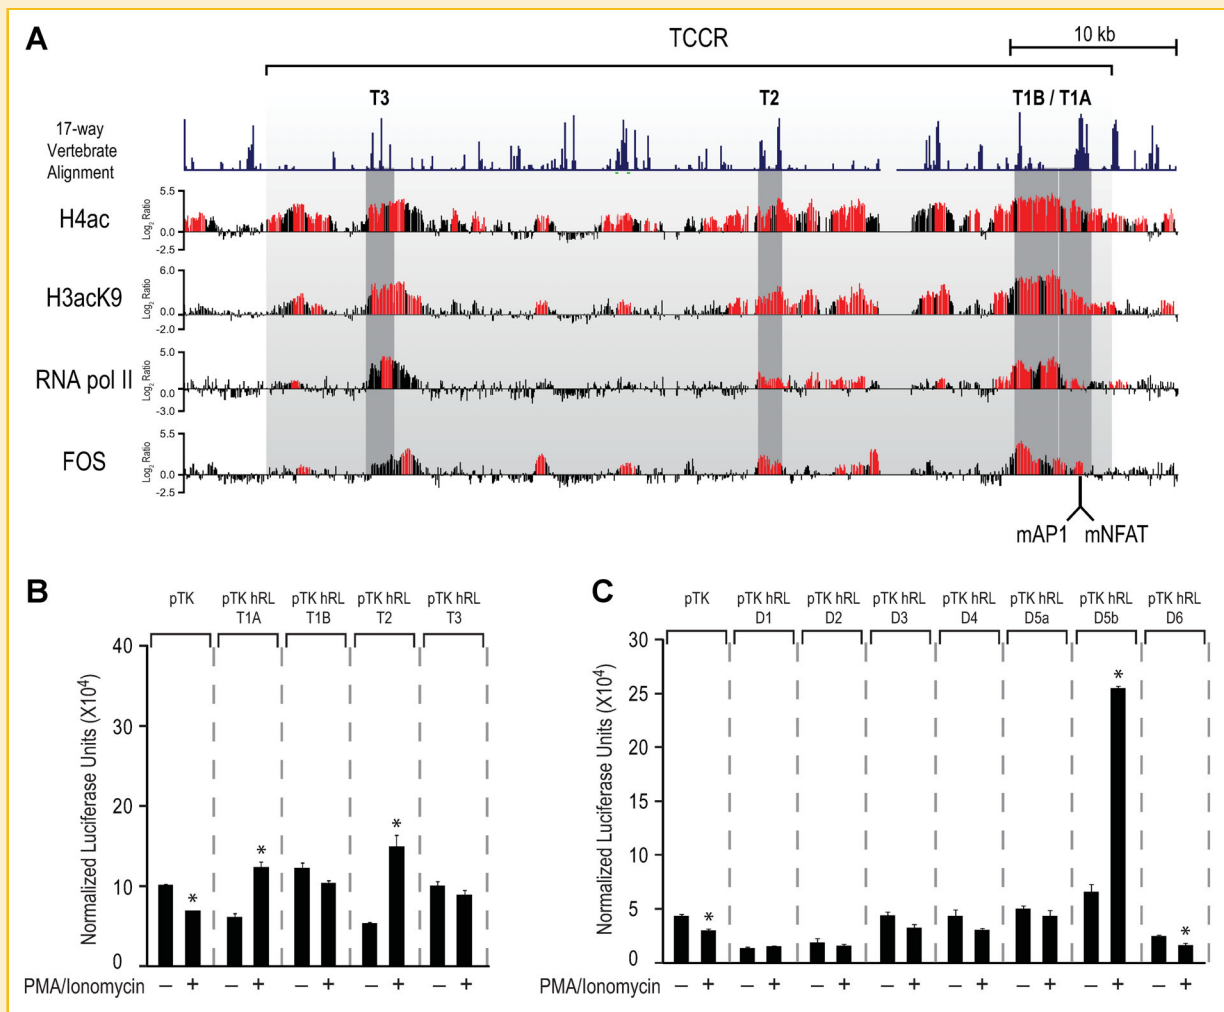 A
TCCR
10 kb
T3
T2
T1B / T1A
17-way
Vertebrate
Alignment
H4ac
Log2 Ratio
5.5
0.0
-2.5
H3acK9
Log2 Ratio
6.0
0.0
-2.0
RNA pol II
Log2 Ratio
5.0
0.0
-3.0
FOS
Log2 Ratio
5.5
0.0
-2.5
mAP1
mNFAT
B
pTK
pTK hRL
T1A
pTK hRL
T1B
pTK hRL
T2
pTK hRL
T3
Normalized Luciferase Units (X10⁴)
40
30
20
10
0
*
*
*
PMA/Ionomycin
– + – + – + – + – +
C
pTK
pTK hRL
D1
pTK hRL
D2
pTK hRL
D3
pTK hRL
D4
pTK hRL
D5a
pTK hRL
D5b
pTK hRL
D6
Normalized Luciferase Units (X10⁴)
30
25
20
15
10
5
0
*
*
*
PMA/Ionomycin
– + – + – + – + – + – + – + – +